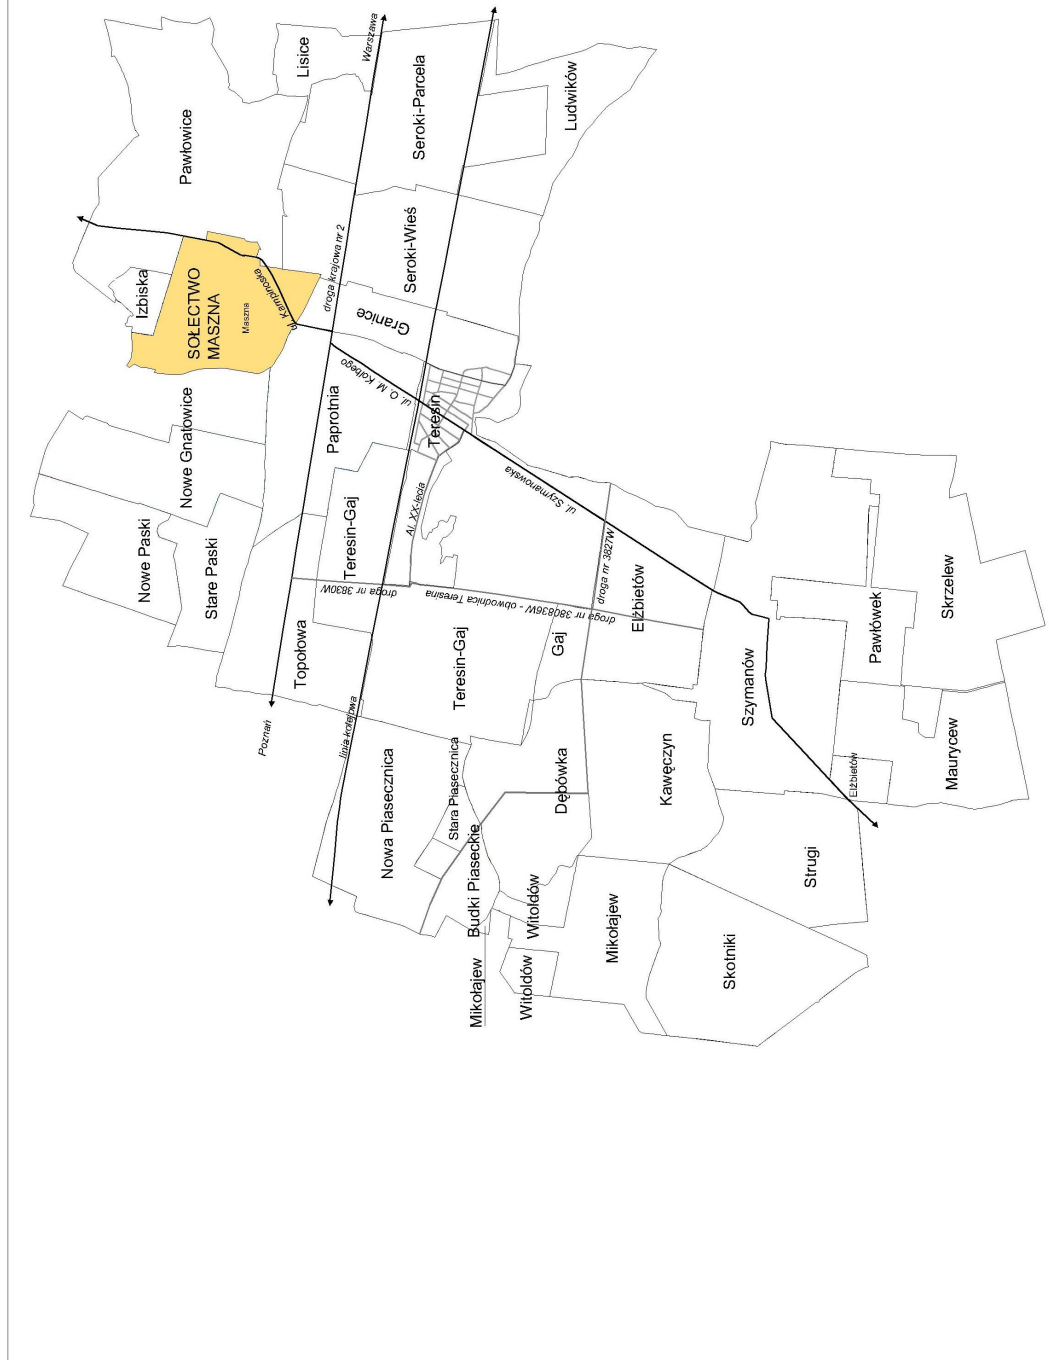 Nowe Paski
Stare Paski
Nowe Gnatowice
Izbiska
Pawłowice
Lisice
SOŁECTWO
MASZNA
Maszna
ul. Kampinoska
Warszawa
droga krajowa nr 2
Seroki-Parcela
Seroki-Wieś
Ludwików
Granice
Paprotnia
ul. O. M. Kolbego
Teresin
Teresin-Gaj
Al. XX-lecia
Topołowa
droga nr 3830W
Poznań
linia kolejowa
droga nr 380836W - obwodnica Teresina
Teresin-Gaj
ul. Szymanowska
droga nr 3827W
Gaj
Elżbietów
Nowa Piasecznica
Stara Piasecznica
Budki Piaseckie
Dębówka
Kawęczyn
Szymanów
Mikołajew
Witoldów
Witoldów
Mikołajew
Skotniki
Strugi
Elżbietów
Pawłówek
Skrzelew
Maurycew